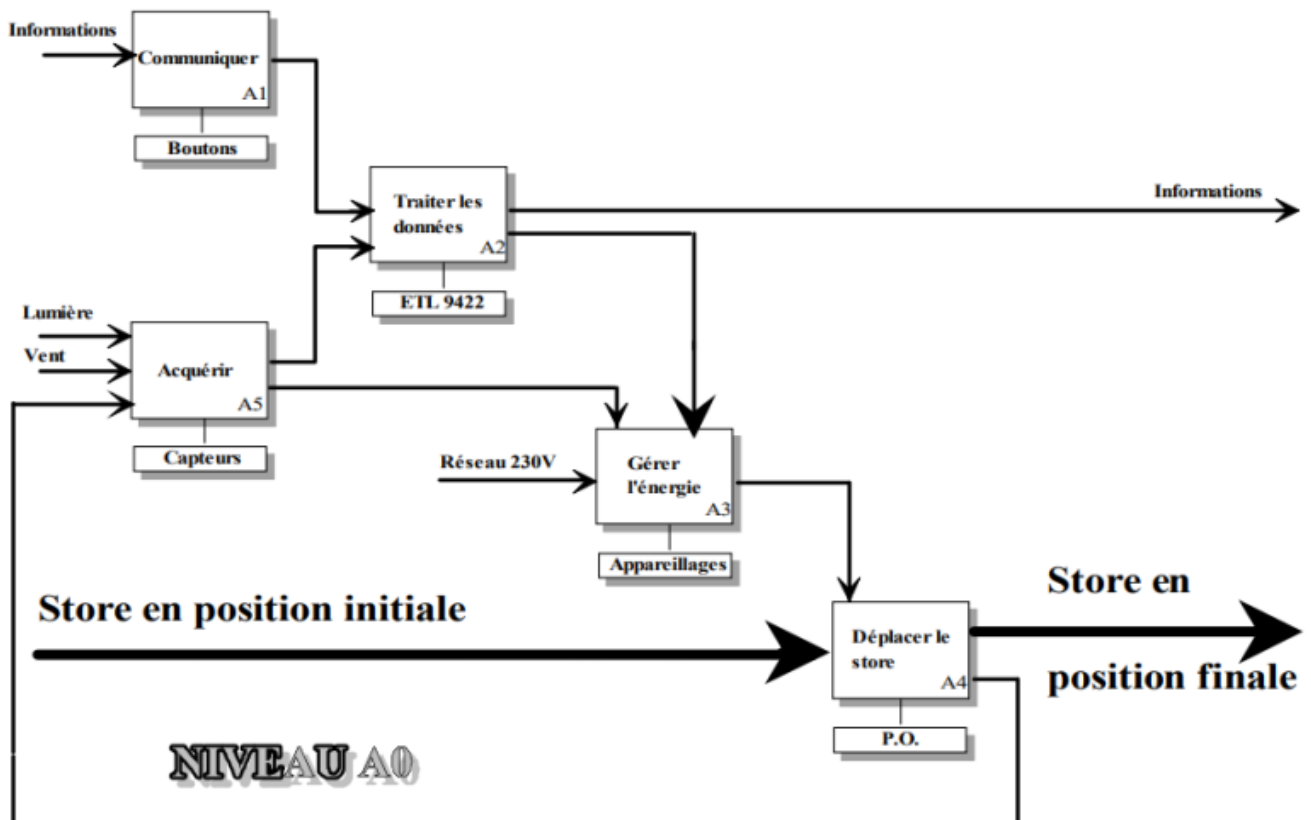 Informations
Communiquer
A1
Boutons
Traiter les
données
A2
ETL 9422
Informations
Lumière
Vent
Acquérir
A5
Capteurs
Réseau 230V
Gérer
l'énergie
A3
Appareillages
Store en position initiale
Déplacer le
store
A4
P.O.
Store en
position finale
NIVEAU A0